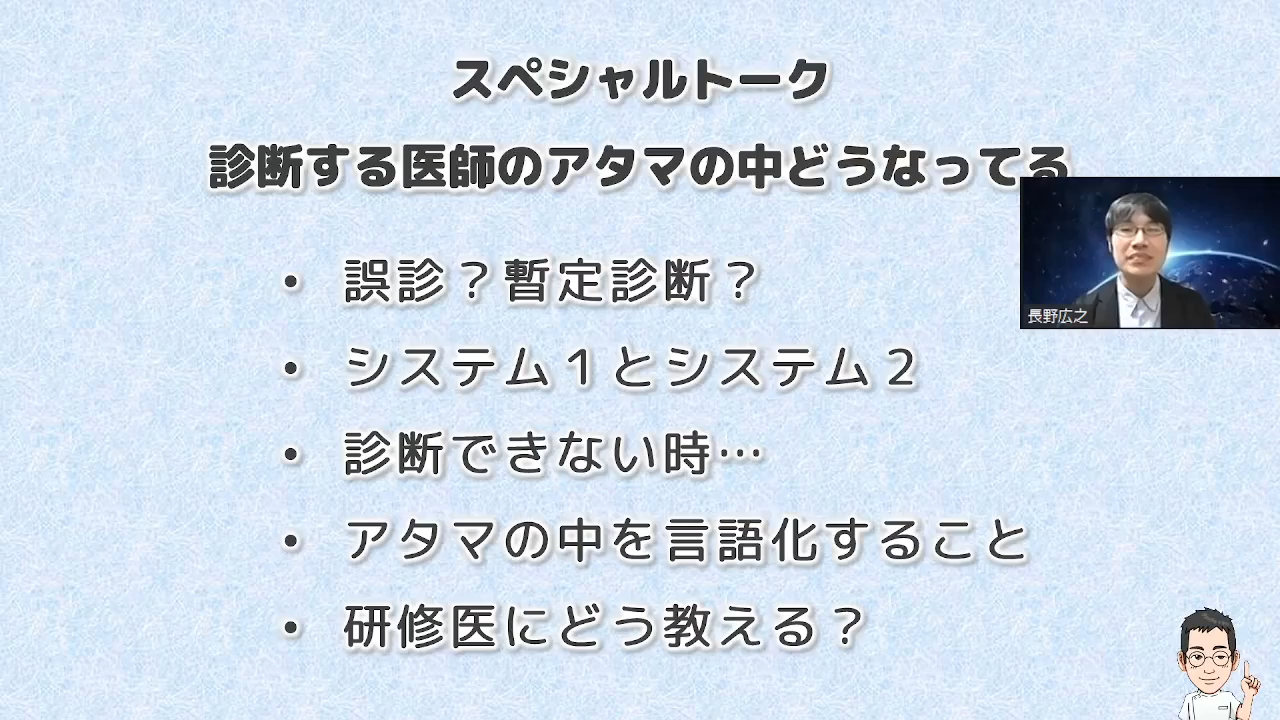 スペシャルトーク
診断する医師のアタマの中どうなってる
• 誤診？暫定診断？
• システム１とシステム２
• 診断できない時…
• アタマの中を言語化すること
• 研修医にどう教える？
長野広之